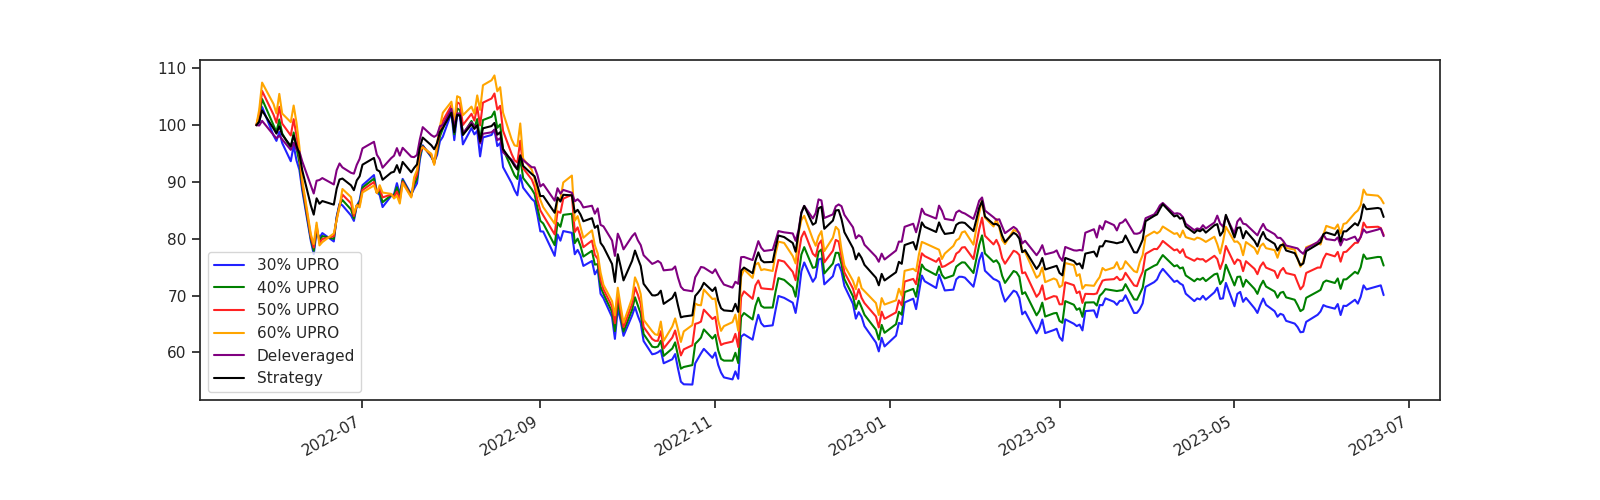 110
100
90
80
70
60
30% UPRO
40% UPRO
50% UPRO
60% UPRO
Deleveraged
Strategy
2022-07
2022-09
2022-11
2023-01
2023-03
2023-05
2023-07